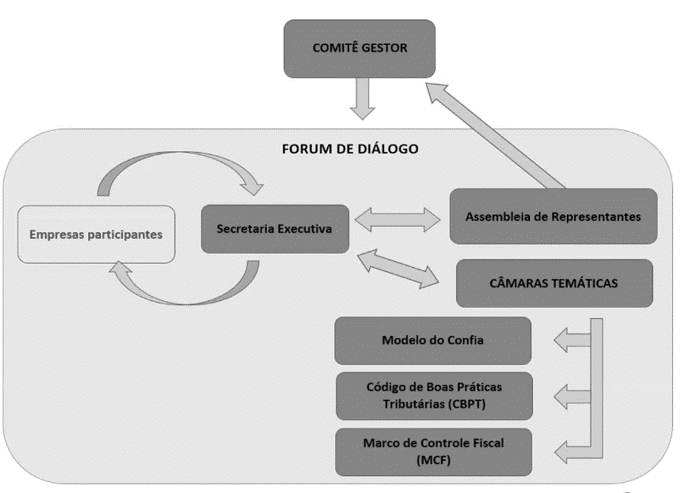 COMITÊ GESTOR
FORUM DE DIÁLOGO
Empresas participantes
Secretaria Executiva
Assembleia de Representantes
CÂMARAS TEMÁTICAS
Modelo do Confia
Código de Boas Práticas
Tributárias (CBPT)
Marco de Controle Fiscal
(MCF)